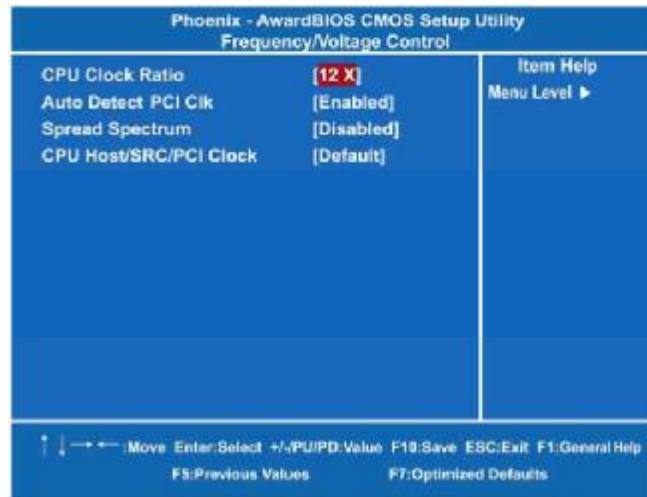 Phoenix - AwardBIOS CMOS Setup Utility
Frequency/Voltage Control
CPU Clock Ratio [12 X]
Auto Detect PCI Clk [Enabled]
Spread Spectrum [Disabled]
CPU Host/SRC/PCI Clock [Default]
Item Help
Menu Level ▶
↑ ↓ → ← :Move Enter:Select +/-/PU/PD:Value F10:Save ESC:Exit F1:General Help
F5:Previous Values F7:Optimized Defaults